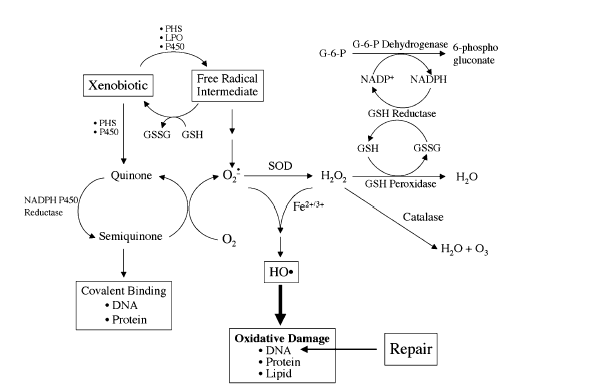 • PHS
• LPO
• P450
G-6-P
G-6-P Dehydrogenase
6-phospho
gluconate
Xenobiotic
Free Radical
Intermediate
NADP⁺
NADPH
GSH Reductase
• PHS
• P450
GSSG
GSH
GSH
GSSG
Quinone
O₂•̄
SOD
H₂O₂
GSH Peroxidase
H₂O
NADPH P450
Reductase
Fe²⁺/³⁺
Catalase
Semiquinone
O₂
H₂O + O₃
HO•
Covalent Binding
• DNA
• Protein
Oxidative Damage
• DNA
• Protein
• Lipid
Repair